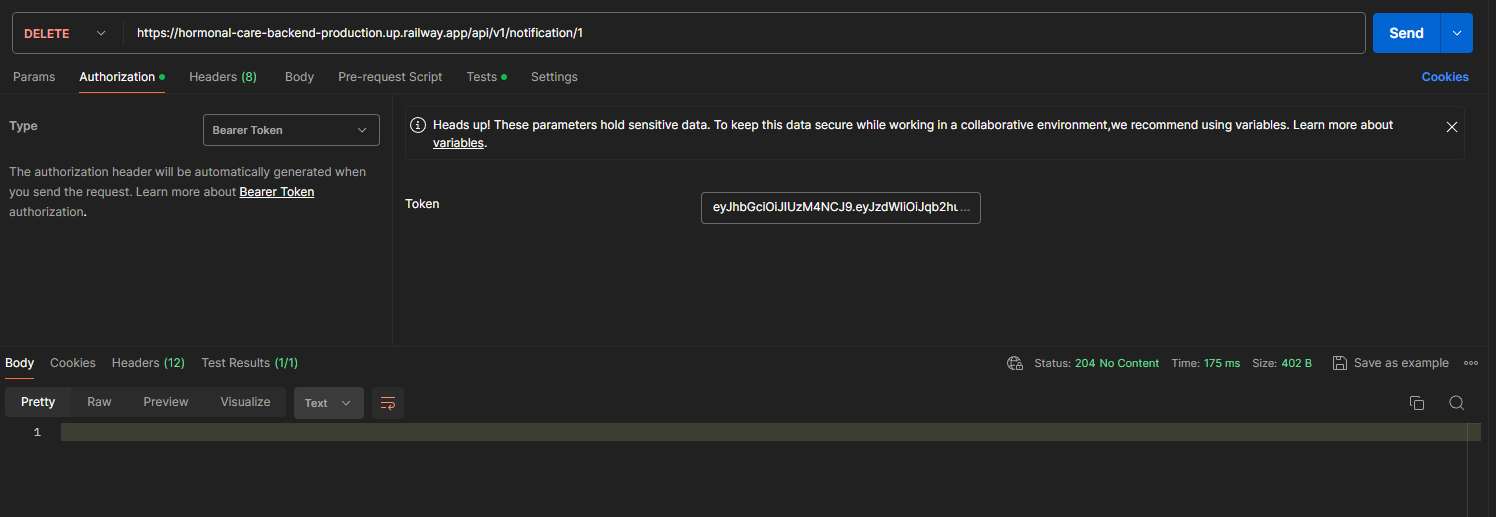 DELETE https://hormonal-care-backend-production.up.railway.app/api/v1/notification/1 Send
Params Authorization Headers (8) Body Pre-request Script Tests Settings Cookies
Type Bearer Token
The authorization header will be automatically generated when
you send the request. Learn more about Bearer Token
authorization.
Heads up! These parameters hold sensitive data. To keep this data secure while working in a collaborative environment,we recommend using variables. Learn more about
variables.
Token eyJhbGciOiJIUzM4NCJ9.eyJzdWIiOiJqb2hu ...
Body Cookies Headers (12) Test Results (1/1) Status: 204 No Content Time: 175 ms Size: 402 B Save as example
Pretty Raw Preview Visualize Text
1